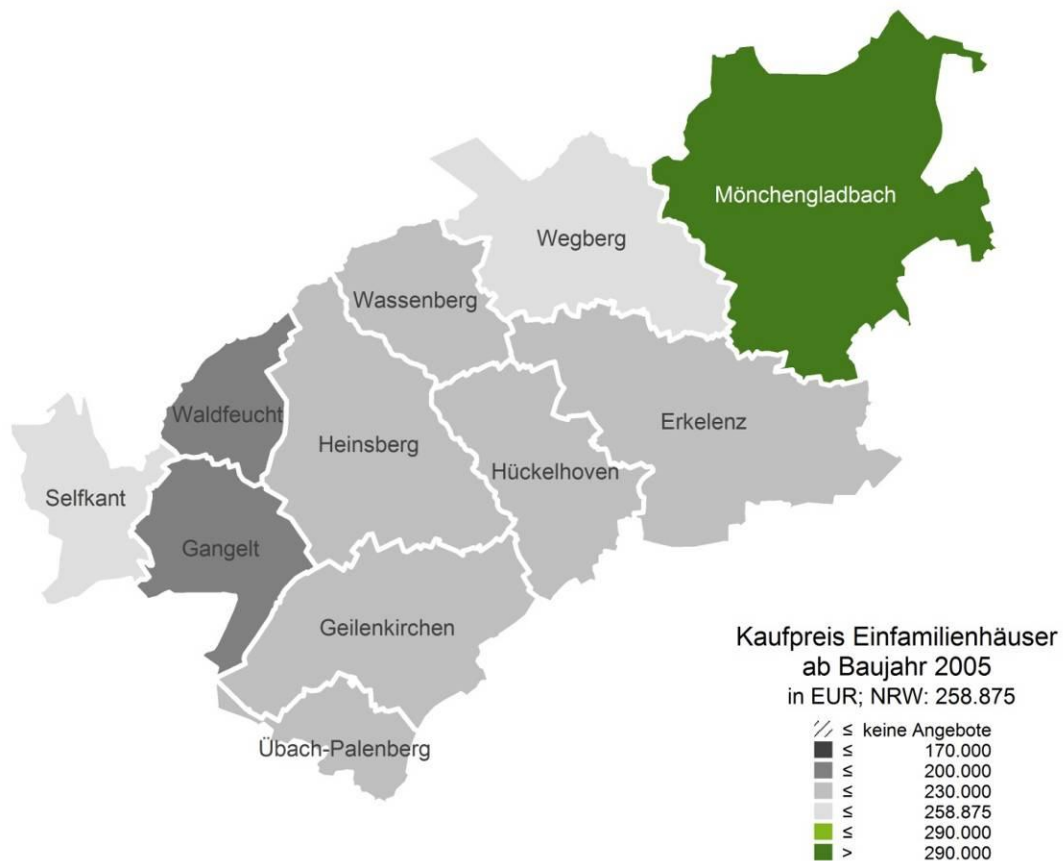 Mönchengladbach
Wegberg
Wassenberg
Waldfeucht
Erkelenz
Heinsberg
Hückelhoven
Selfkant
Gangelt
Geilenkirchen
Übach-Palenberg
Kaufpreis Einfamilienhäuser
ab Baujahr 2005
in EUR; NRW: 258.875
≤ keine Angebote
≤ 170.000
≤ 200.000
≤ 230.000
≤ 258.875
≤ 290.000
> 290.000